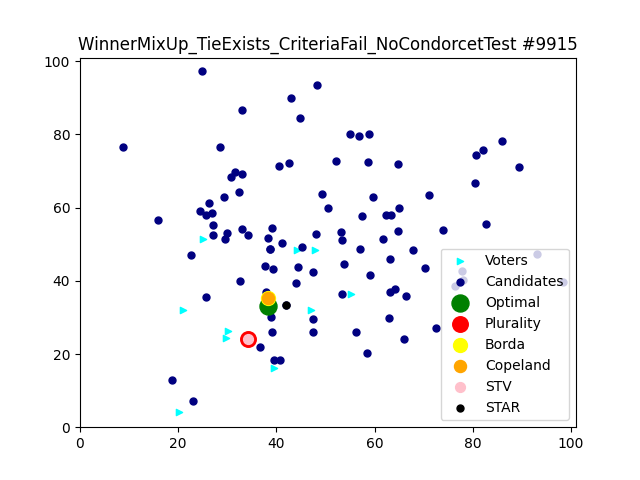 WinnerMixUp_TieExists_CriteriaFail_NoCondorcetTest #9915
100
80
60
40
20
0
0 20 40 60 80 100
Voters
Candidates
Optimal
Plurality
Borda
Copeland
STV
STAR